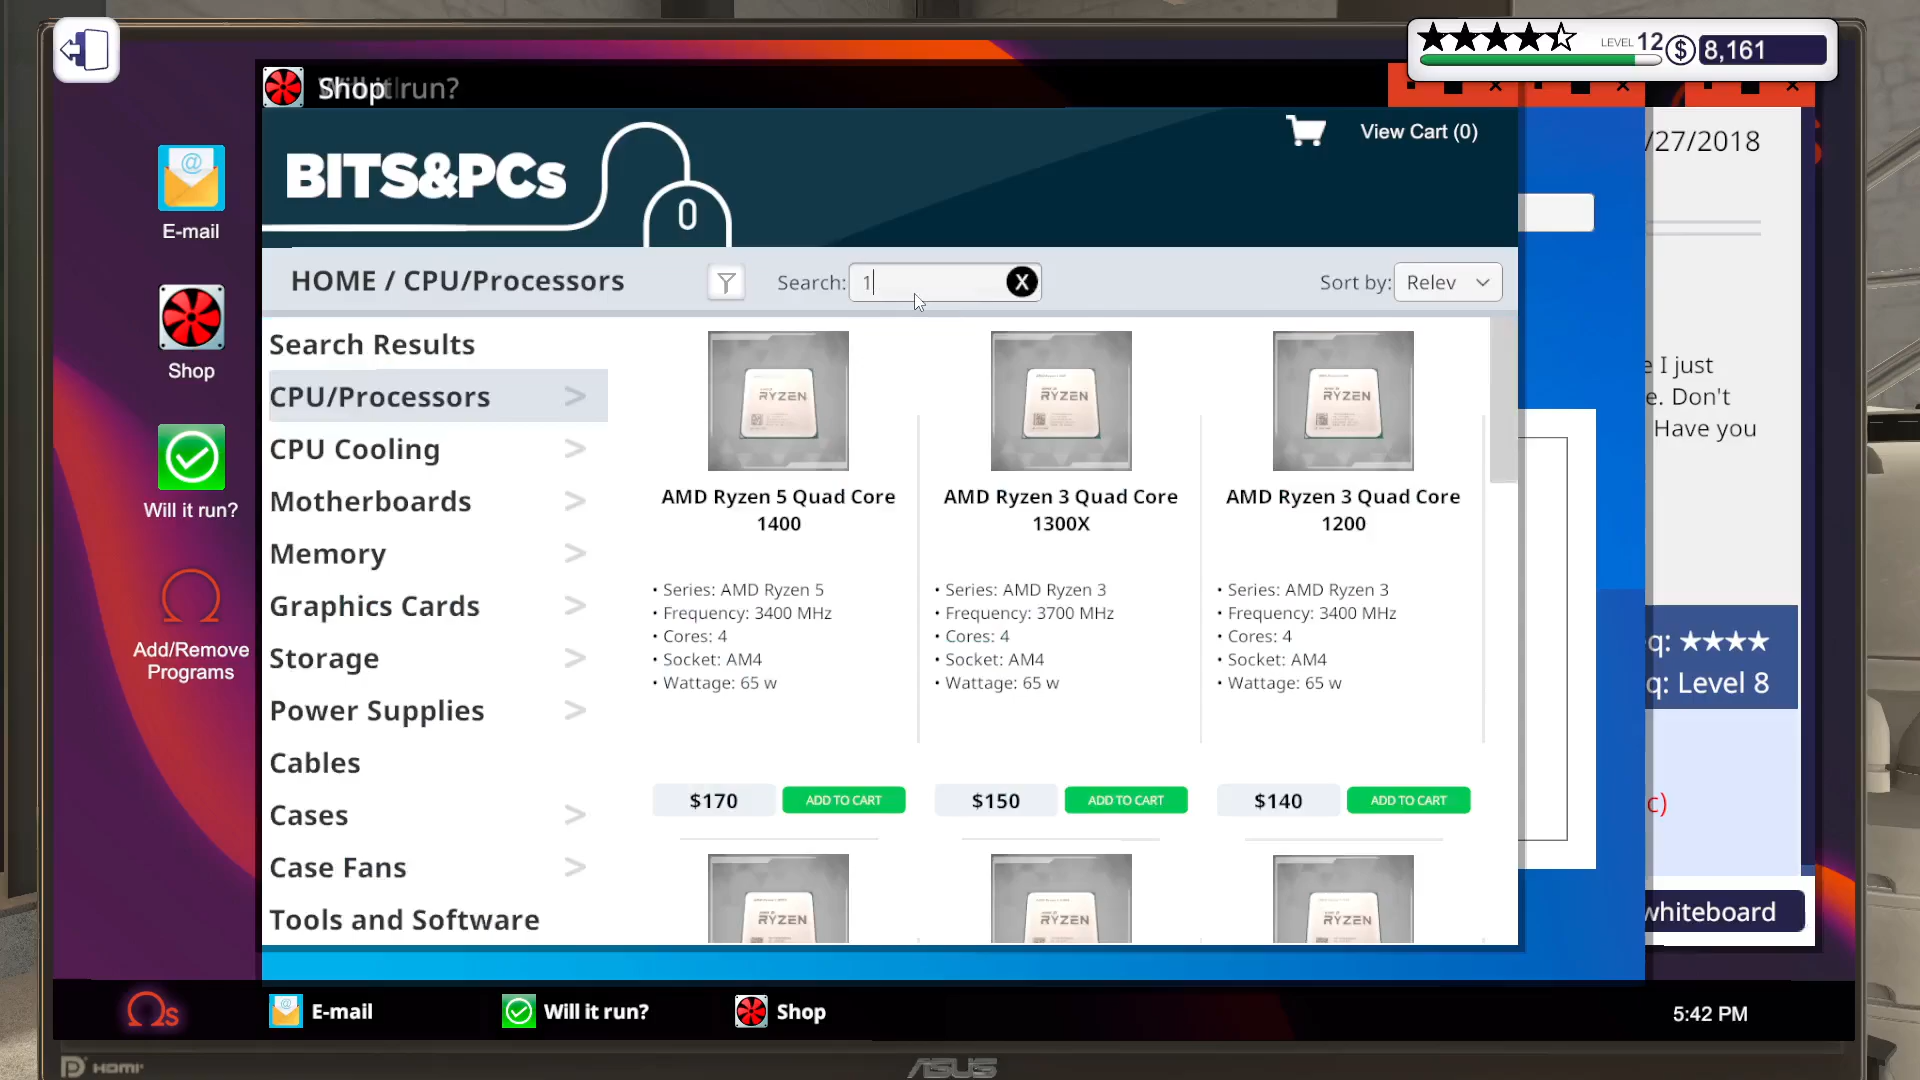 LEVEL 12
$ 8,161
Shop
run?
/27/2018
BITS&PCs
View Cart (0)
HOME / CPU/Processors
Search: 1
X
Sort by: Relev
Search Results
CPU/Processors >
CPU Cooling >
Motherboards >
Memory >
Graphics Cards >
Storage >
Power Supplies >
Cables
Cases >
Case Fans >
Tools and Software
RYZEN
AMD Ryzen 5 Quad Core
1400
• Series: AMD Ryzen 5
• Frequency: 3400 MHz
• Cores: 4
• Socket: AM4
• Wattage: 65 w
$170
ADD TO CART
RYZEN
AMD Ryzen 3 Quad Core
1300X
• Series: AMD Ryzen 3
• Frequency: 3700 MHz
• Cores: 4
• Socket: AM4
• Wattage: 65 w
$150
ADD TO CART
RYZEN
AMD Ryzen 3 Quad Core
1200
• Series: AMD Ryzen 3
• Frequency: 3400 MHz
• Cores: 4
• Socket: AM4
• Wattage: 65 w
$140
ADD TO CART
RYZEN
RYZEN
RYZEN
e I just
e. Don't
Have you
q: ★★★★
q: Level 8
c)
whiteboard
E-mail
Shop
Will it run?
Add/Remove
Programs
Ωs
E-mail
Will it run?
Shop
5:42 PM
HDMI
ASUS